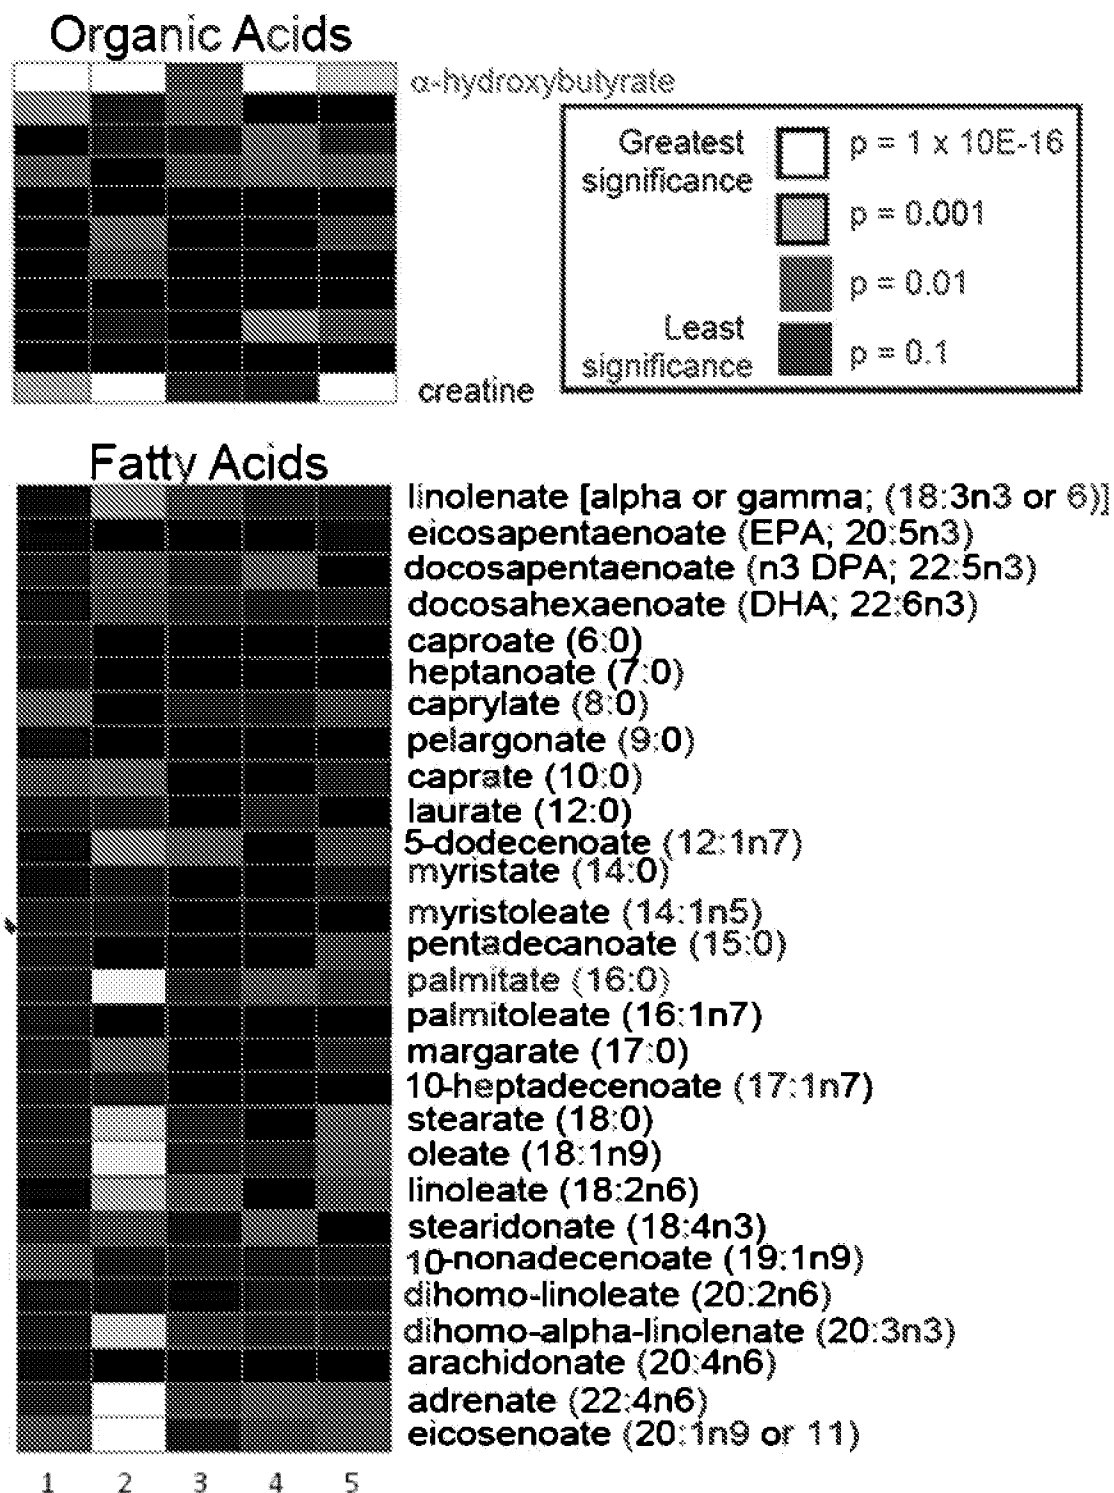 Organic Acids
α-hydroxybutyrate
Greatest
significance
p = 1 x 10E-16
p = 0.001
p = 0.01
Least
significance
p = 0.1
creatine
Fatty Acids
linolenate [alpha or gamma; (18:3n3 or 6)]
eicosapentaenoate (EPA; 20:5n3)
docosapentaenoate (n3 DPA; 22:5n3)
docosahexaenoate (DHA; 22:6n3)
caproate (6:0)
heptanoate (7:0)
caprylate (8:0)
pelargonate (9:0)
caprate (10:0)
laurate (12:0)
5-dodecenoate (12:1n7)
myristate (14:0)
myristoleate (14:1n5)
pentadecanoate (15:0)
palmitate (16:0)
palmitoleate (16:1n7)
margarate (17:0)
10-heptadecenoate (17:1n7)
stearate (18:0)
oleate (18:1n9)
linoleate (18:2n6)
stearidonate (18:4n3)
10-nonadecenoate (19:1n9)
dihomo-linoleate (20:2n6)
dihomo-alpha-linolenate (20:3n3)
arachidonate (20:4n6)
adrenate (22:4n6)
eicosenoate (20:1n9 or 11)
1 2 3 4 5